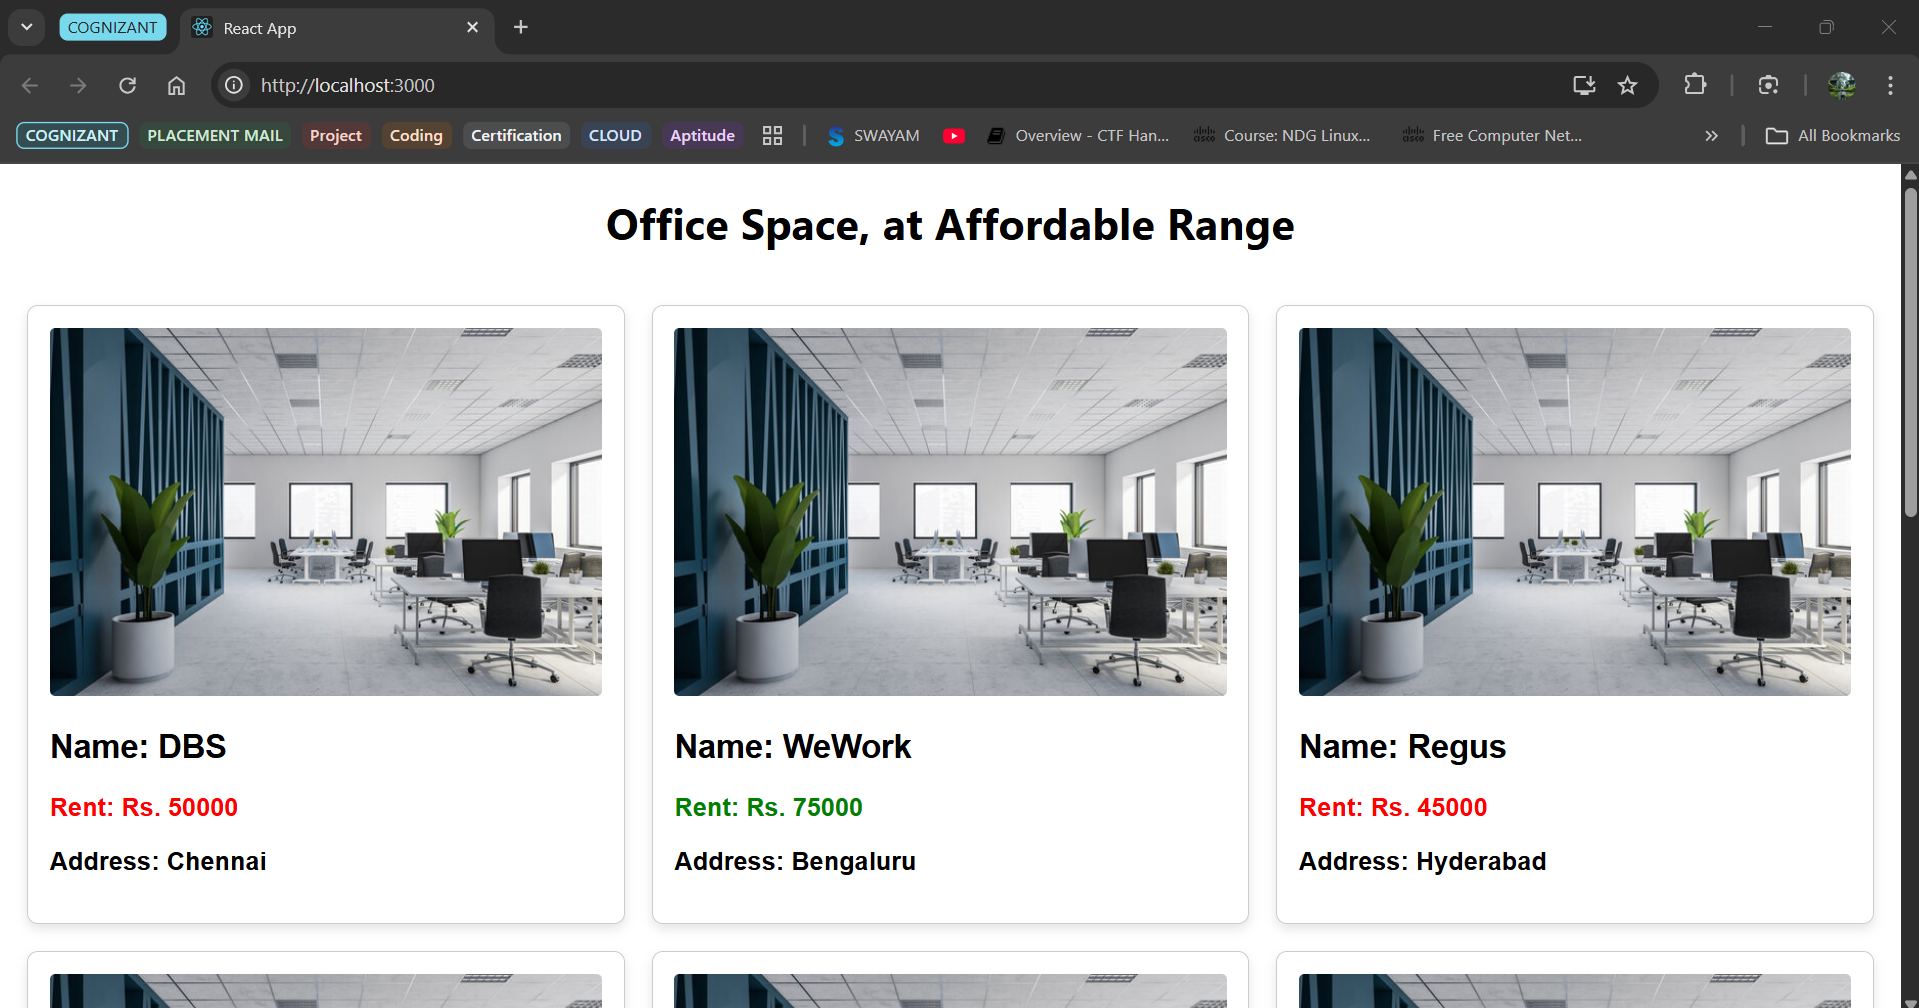 COGNIZANT
React App
http://localhost:3000
COGNIZANT PLACEMENT MAIL Project Coding Certification CLOUD Aptitude SWAYAM Overview - CTF Han... Course: NDG Linux... Free Computer Net... All Bookmarks
Office Space, at Affordable Range
Name: DBS
Rent: Rs. 50000
Address: Chennai
Name: WeWork
Rent: Rs. 75000
Address: Bengaluru
Name: Regus
Rent: Rs. 45000
Address: Hyderabad